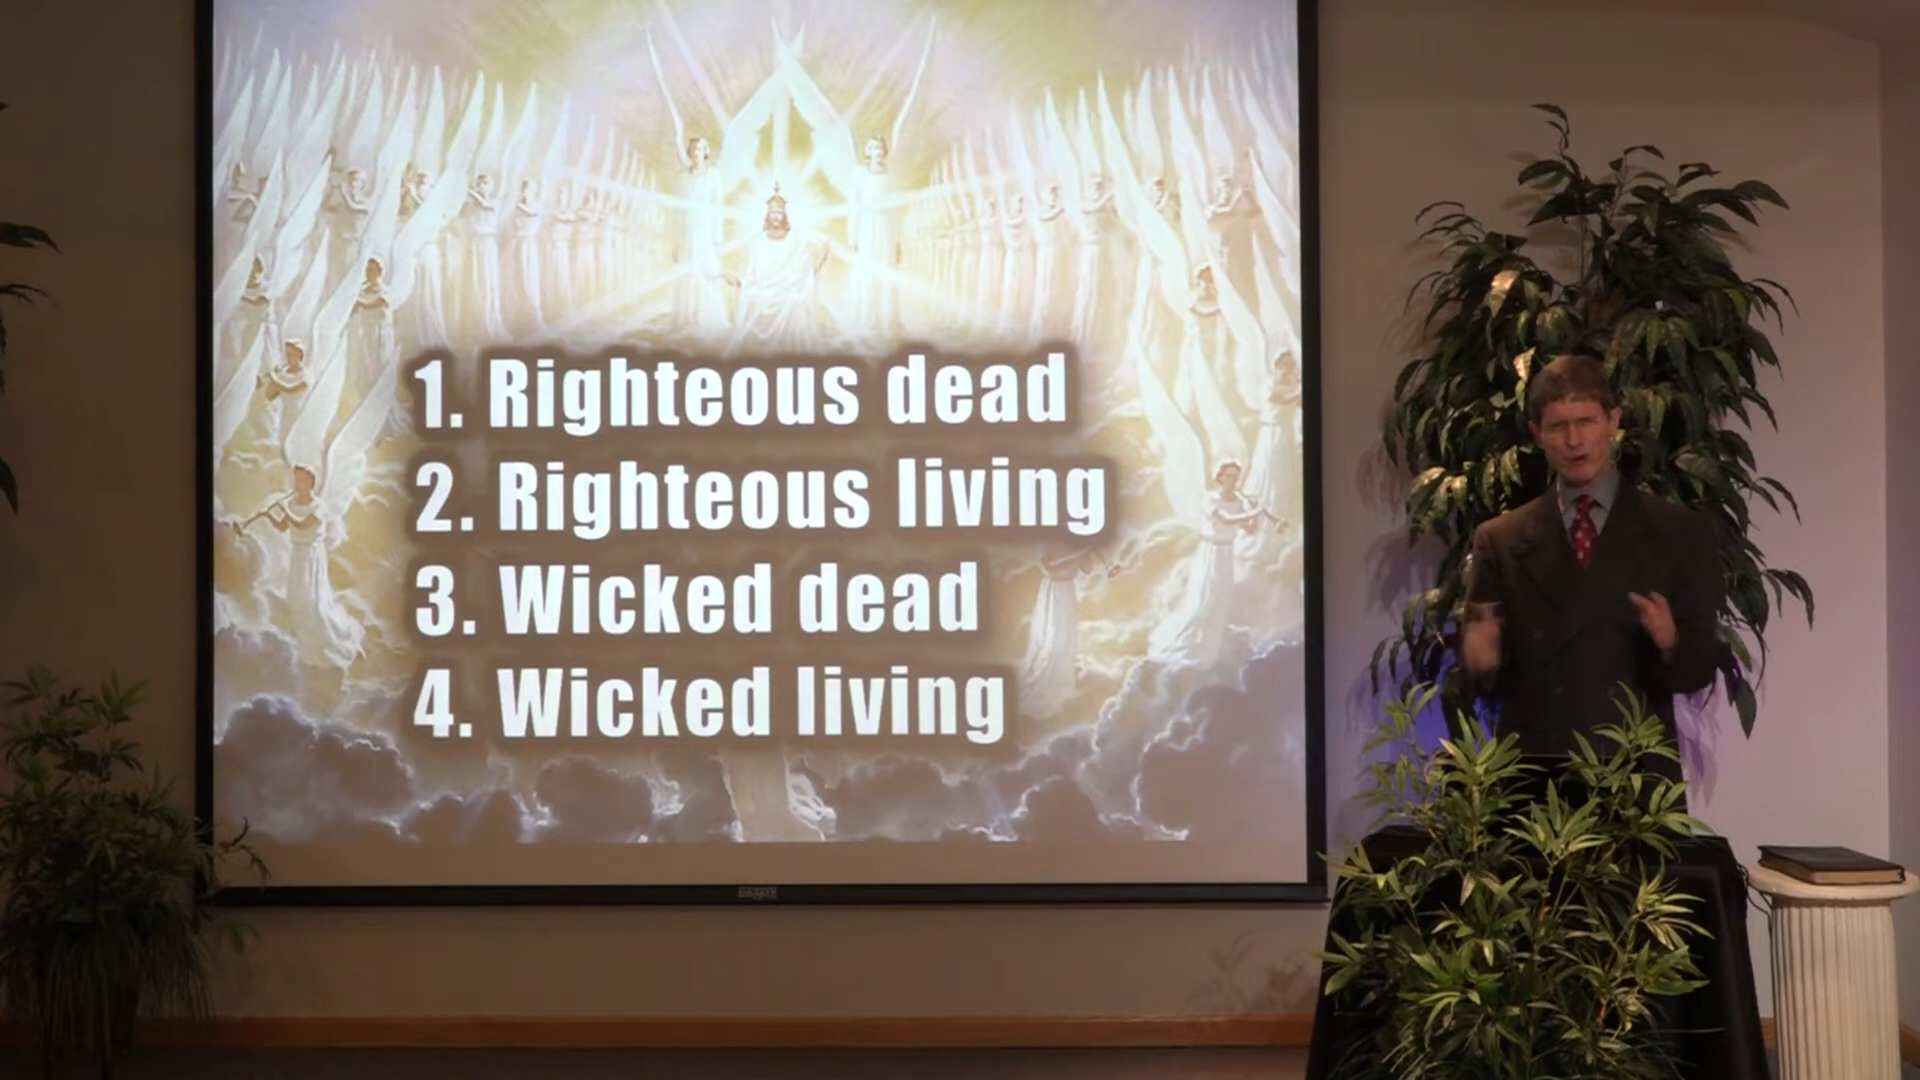 1. Righteous dead
2. Righteous living
3. Wicked dead
4. Wicked living